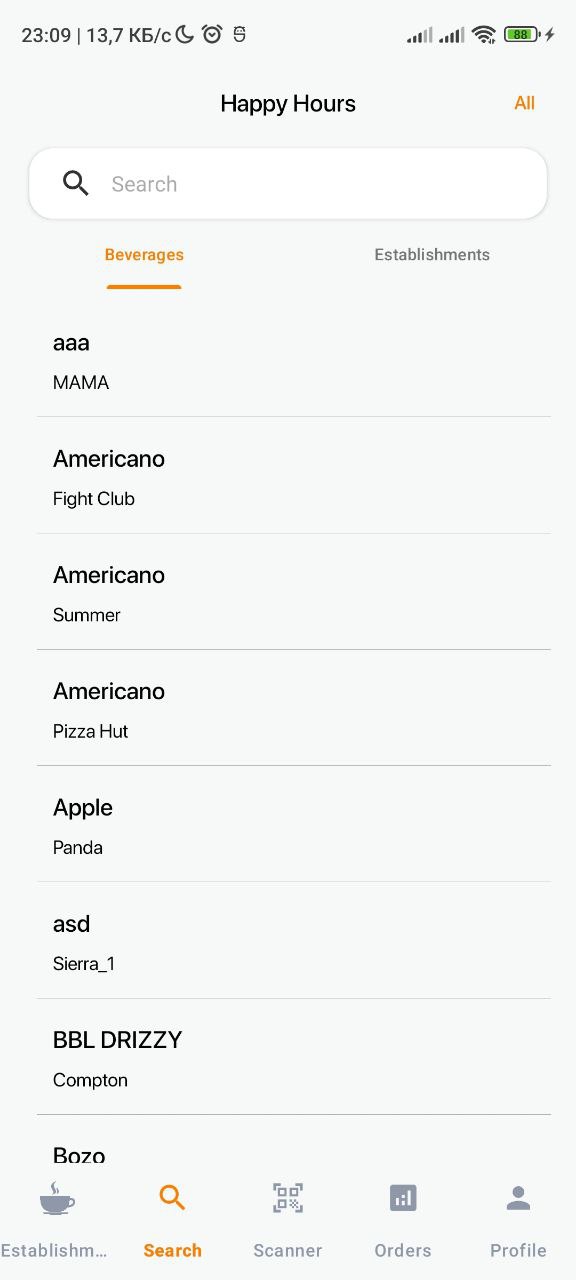 23:09 | 13,7 КБ/с 88
Happy Hours All
Search
Beverages Establishments
aaa
MAMA
Americano
Fight Club
Americano
Summer
Americano
Pizza Hut
Apple
Panda
asd
Sierra_1
BBL DRIZZY
Compton
Bozo
Establishm... Search Scanner Orders Profile